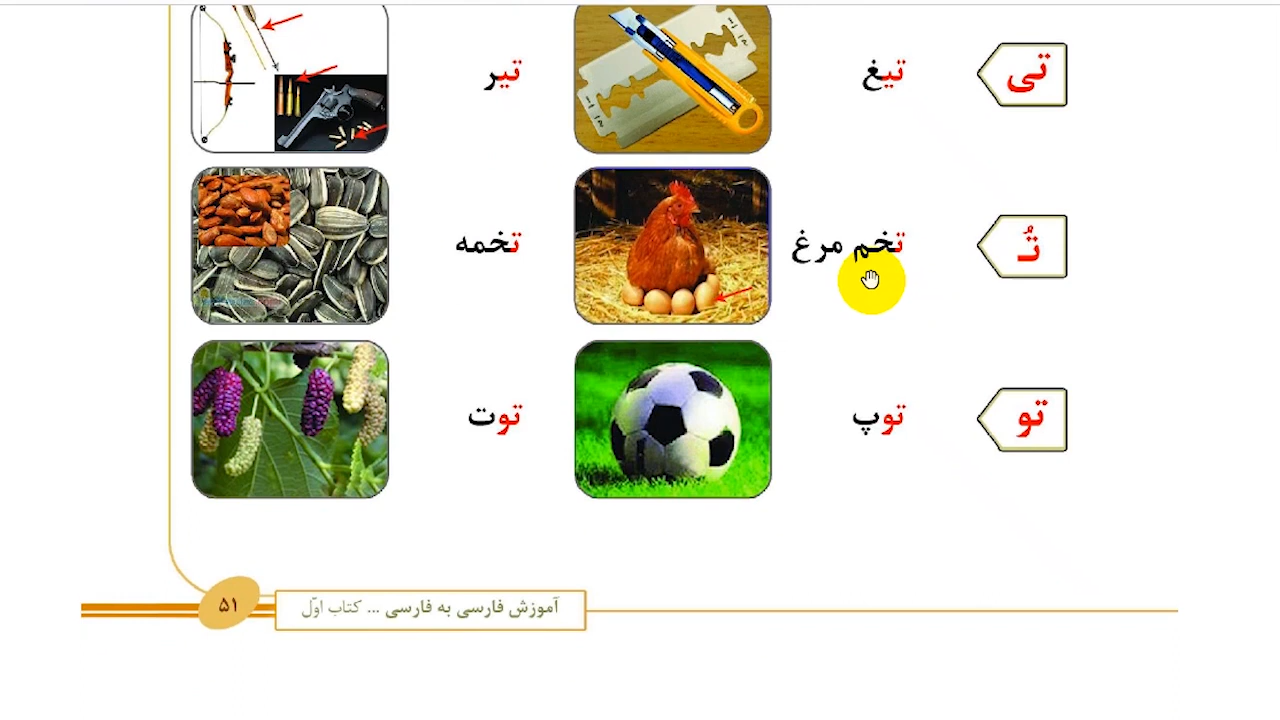 تی تیغ تیر
تُـ تخم مرغ تخمه
تو توپ توت
آموزش فارسی به فارسی ... کتاب اوّل
۵۱